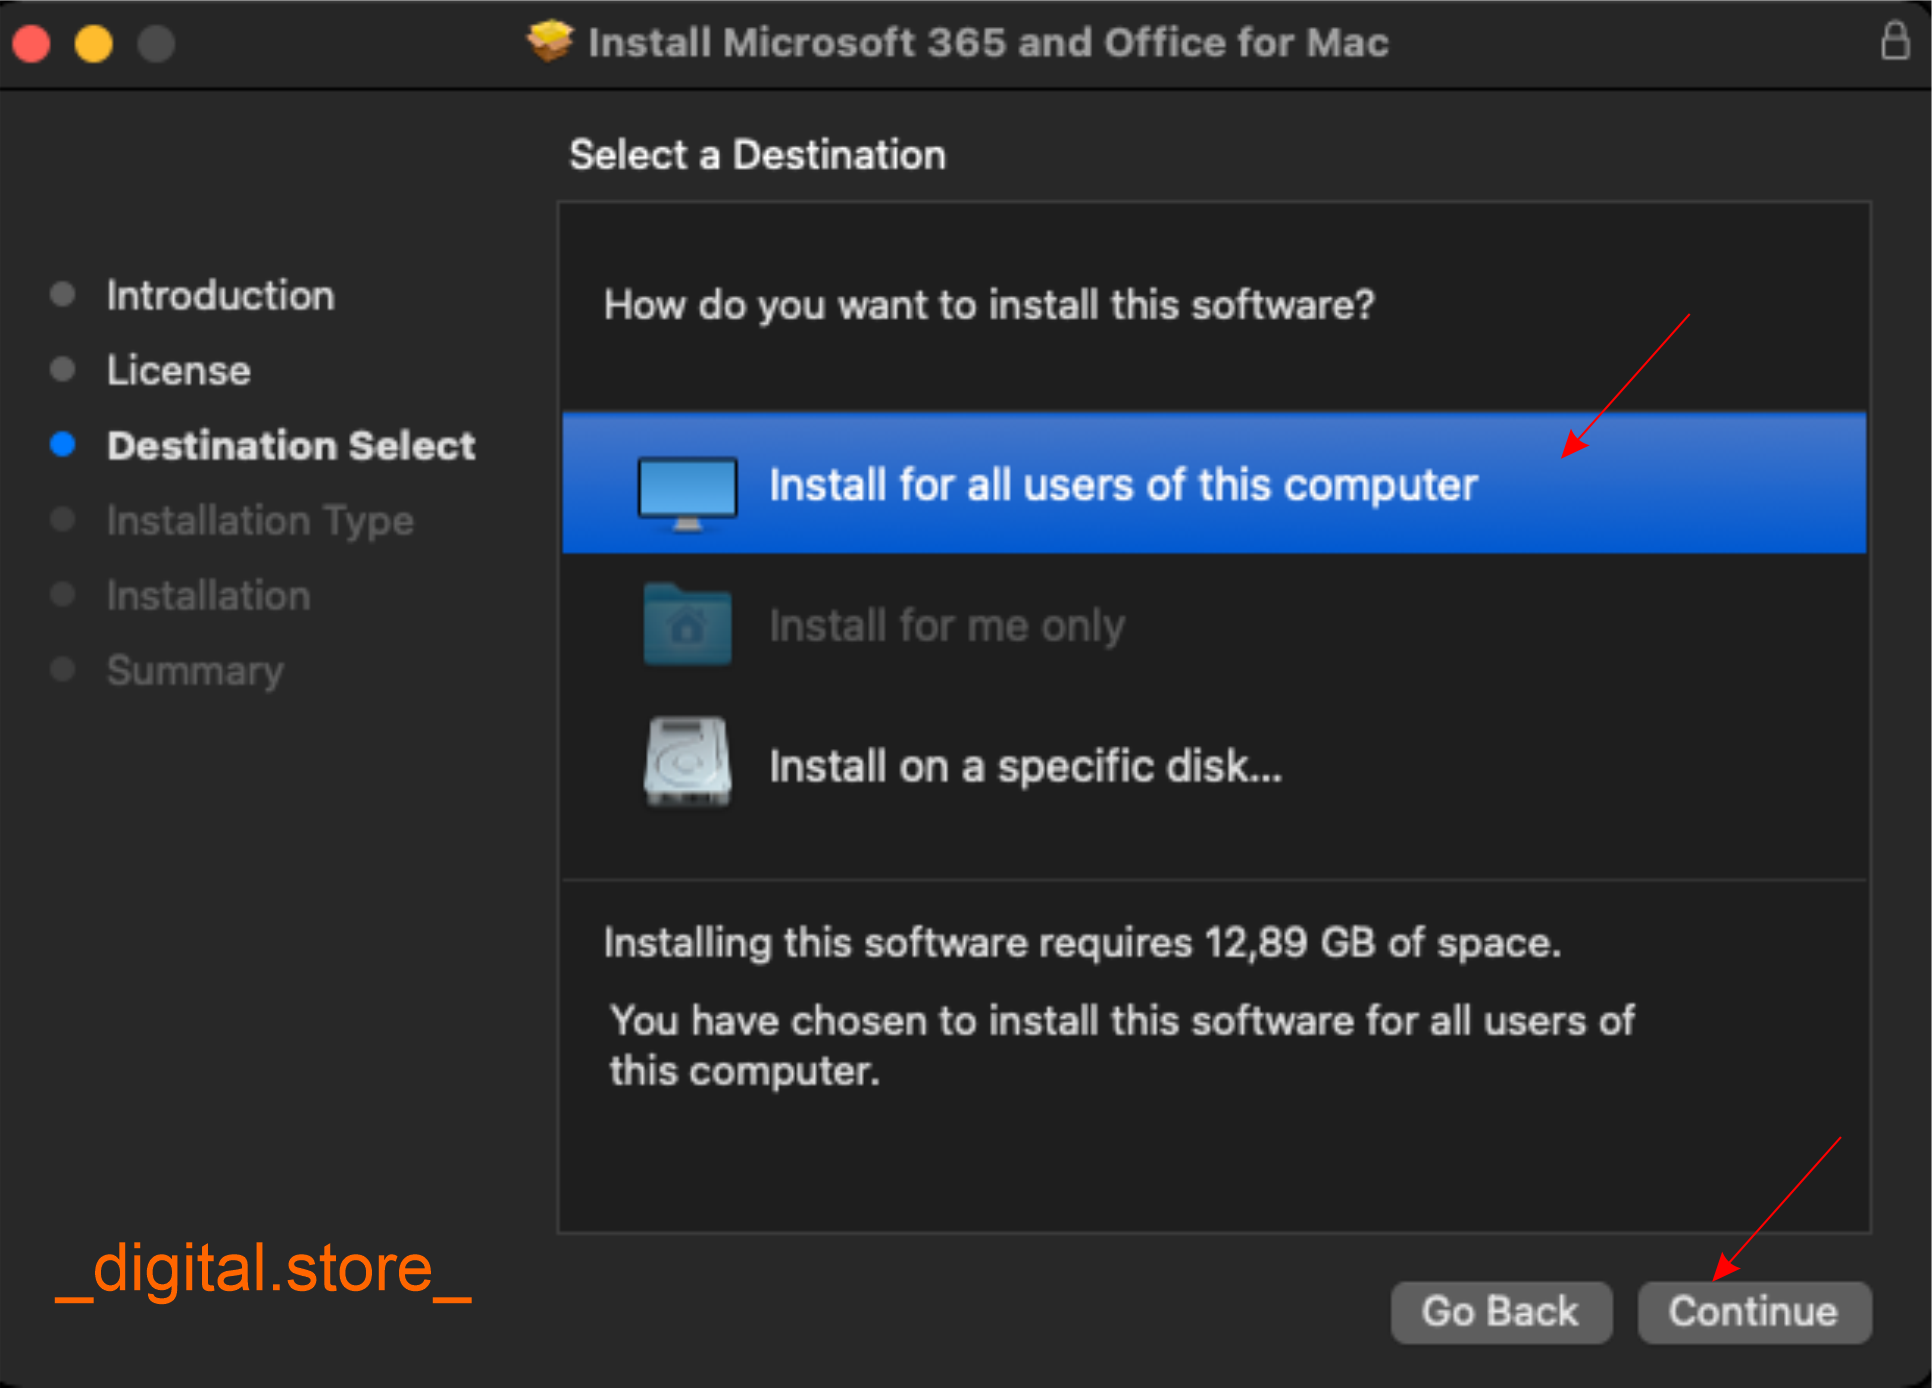 Install Microsoft 365 and Office for Mac
Select a Destination
Introduction
License
Destination Select
Installation Type
Installation
Summary
How do you want to install this software?
Install for all users of this computer
Install for me only
Install on a specific disk...
Installing this software requires 12,89 GB of space.
You have chosen to install this software for all users of
this computer.
_digital.store_
Go Back
Continue